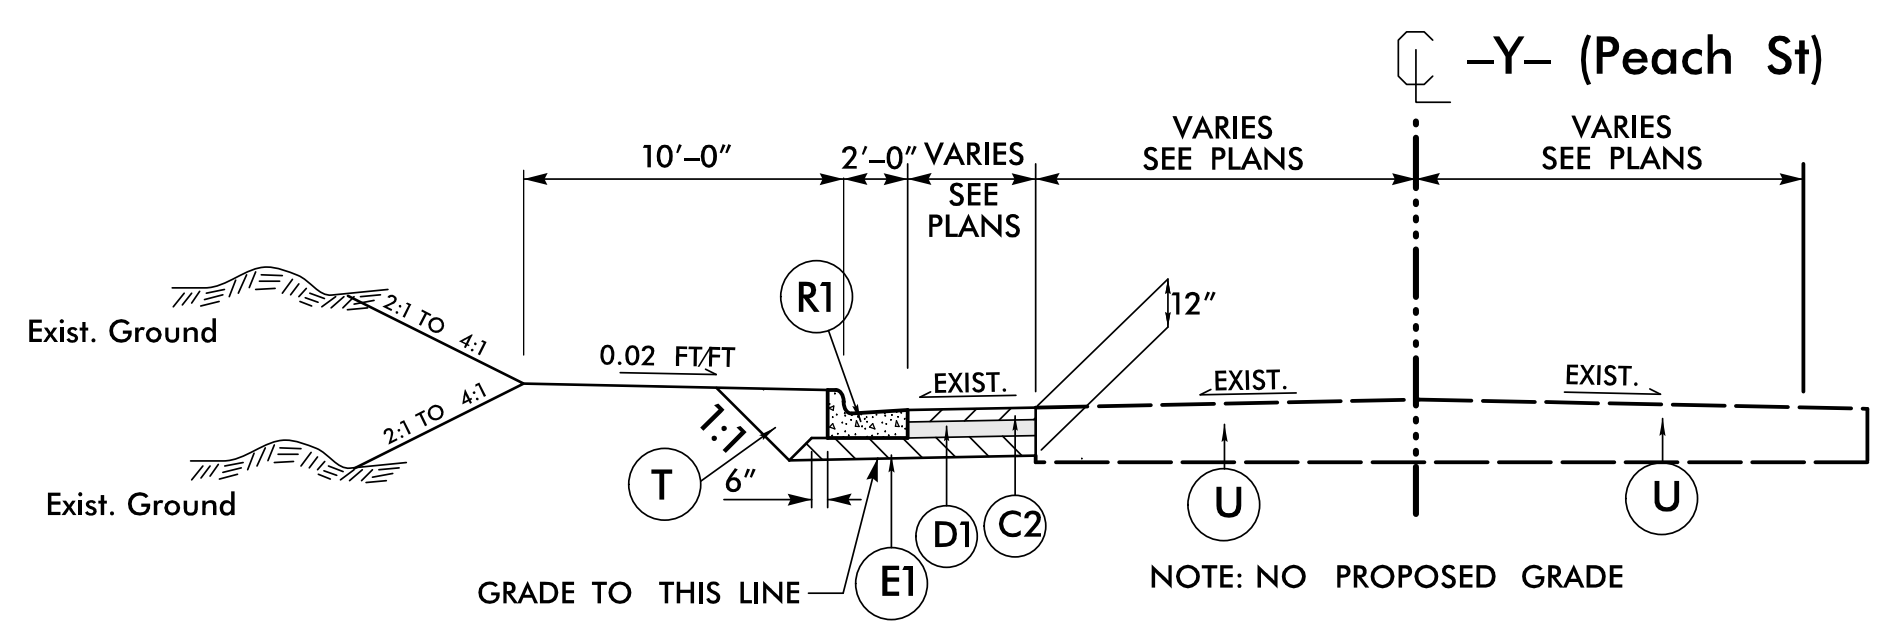 CL –Y– (Peach St)
VARIES
SEE PLANS
VARIES
SEE PLANS
10'–0"
2'–0"
VARIES
SEE
PLANS
R1
12"
2:1 TO 4:1
Exist. Ground
0.02 FT/FT
EXIST.
EXIST.
EXIST.
2:1 TO 4:1
1:1
T
6"
Exist. Ground
U
U
D1
C2
E1
GRADE TO THIS LINE
NOTE: NO PROPOSED GRADE